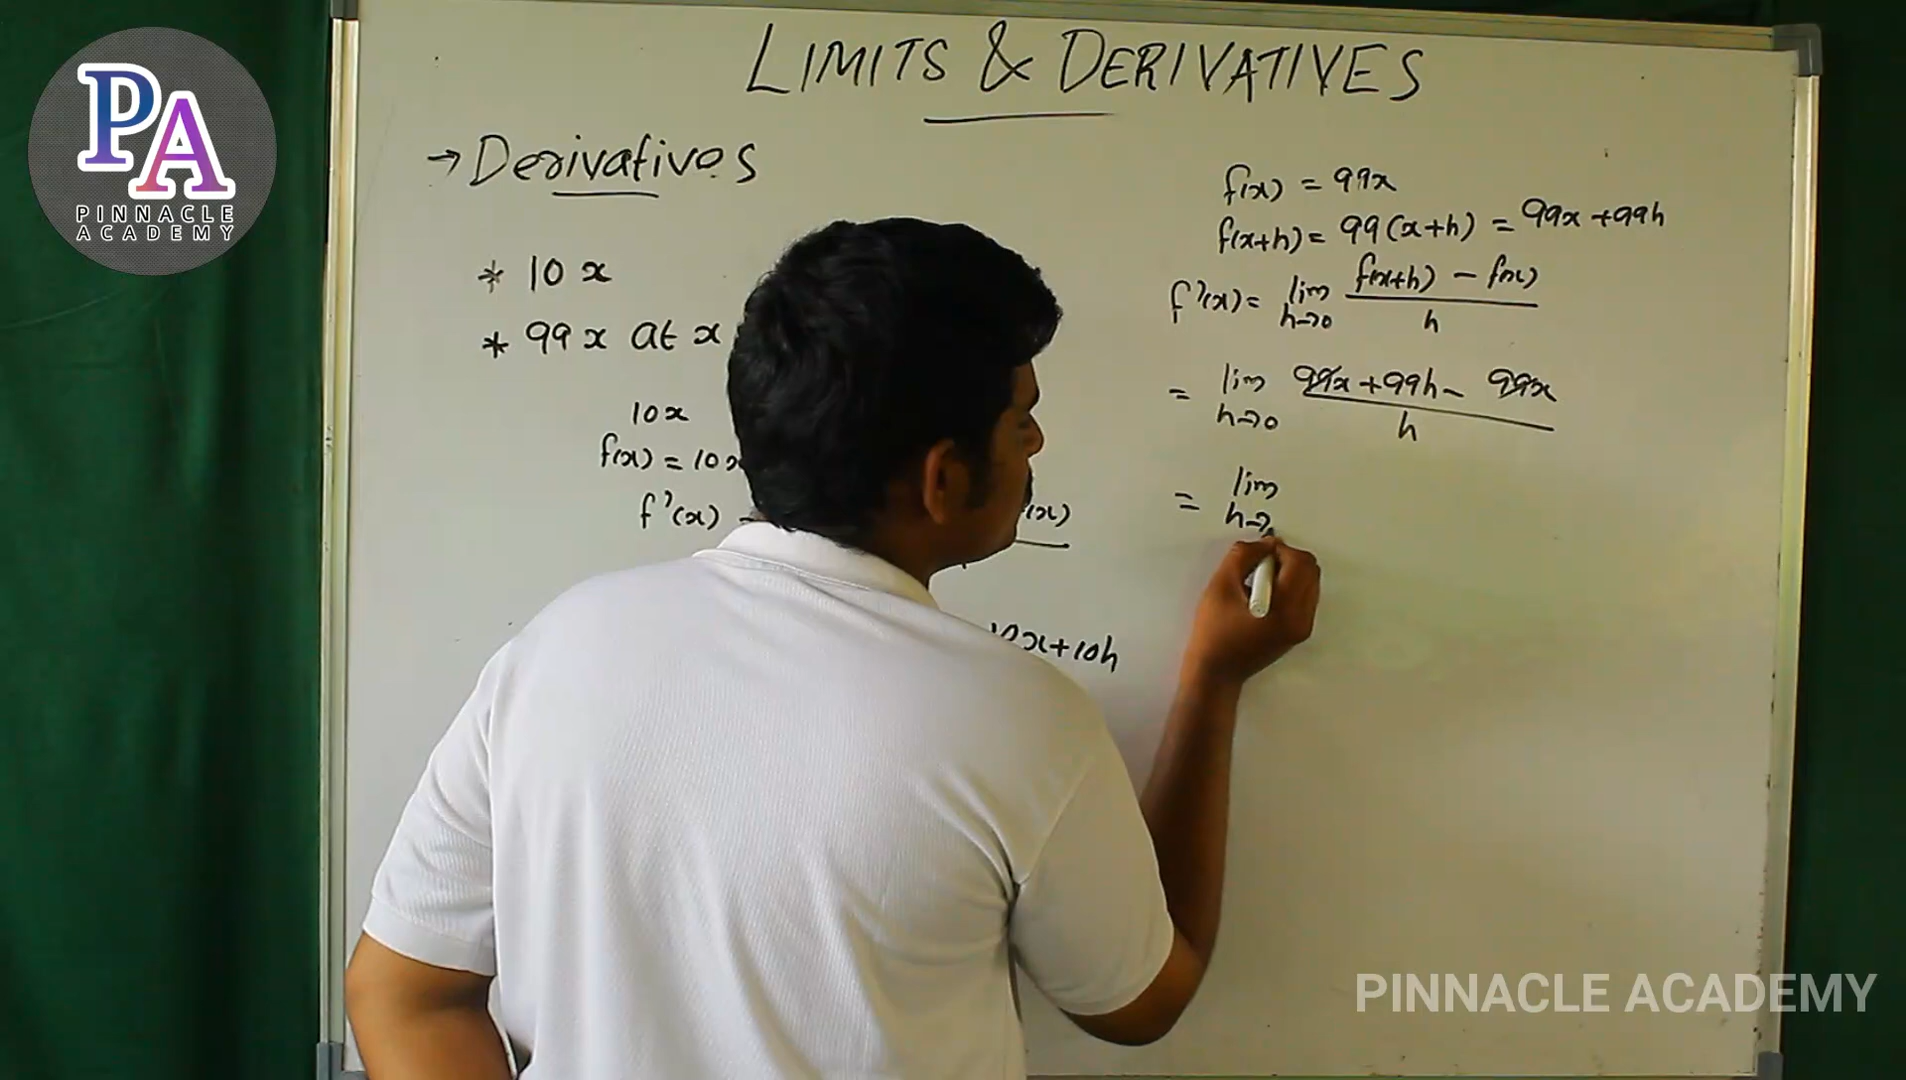 PA
PINNACLE
ACADEMY
LIMITS & DERIVATIVES
→ Derivatives
* 10x
* 99x at x
10x
f(x) = 10x
f'(x)
(x)
10x+10h
f(x) = 99x
f(x+h) = 99(x+h) = 99x+99h
f'(x) = lim h→0 f(x+h) - f(x) / h
= lim h→0 99x+99h- 99x / h
= lim h→
PINNACLE ACADEMY